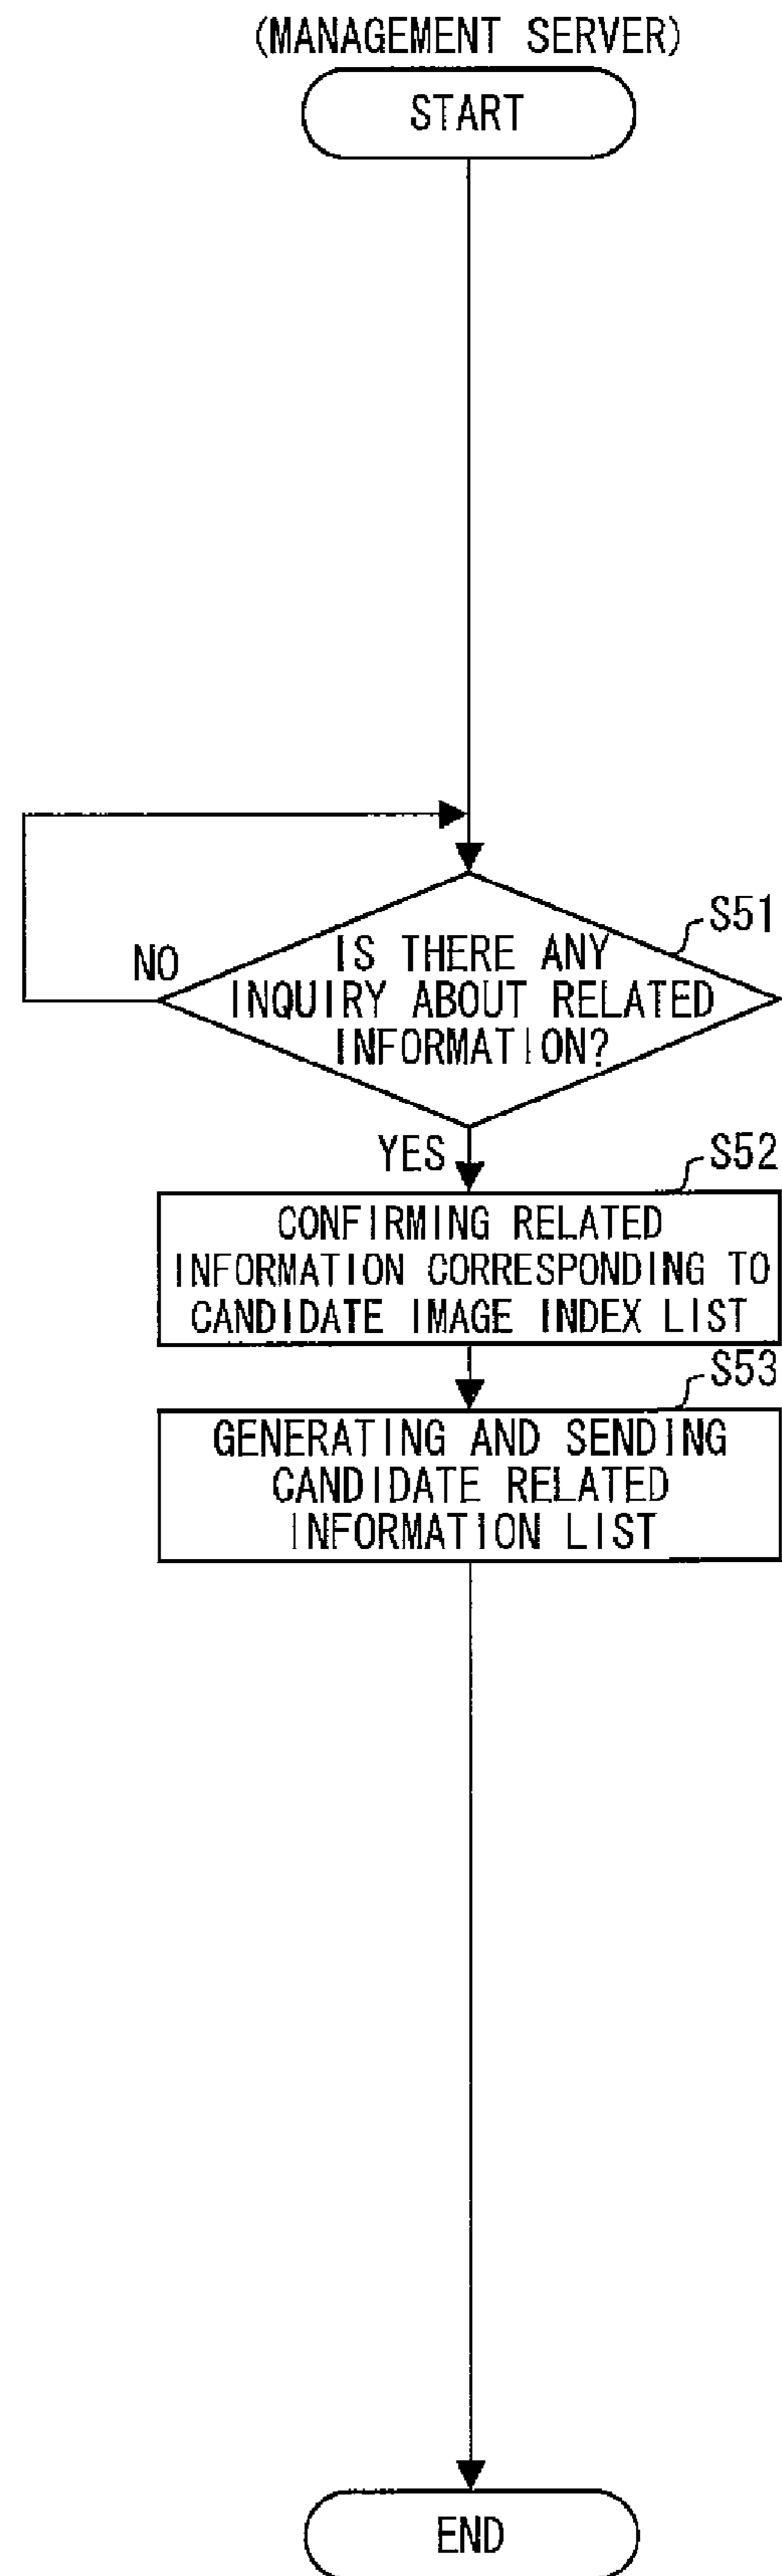 (MANAGEMENT SERVER)
START
S51
IS THERE ANY
NO
INQUIRY ABOUT RELATED
INFORMATION?
YES
S52
CONFIRMING RELATED
INFORMATION CORRESPONDING TO
CANDIDATE IMAGE INDEX LIST
S53
GENERATING AND SENDING
CANDIDATE RELATED
INFORMATION LIST
END